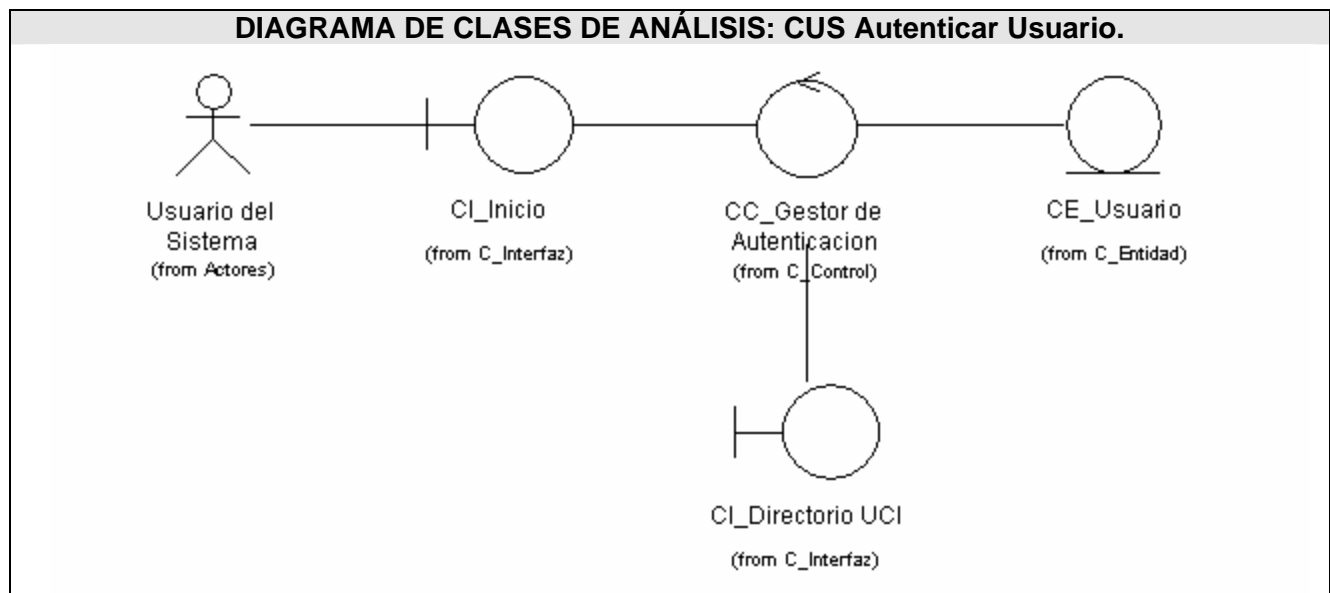 DIAGRAMA DE CLASES DE ANÁLISIS: CUS Autenticar Usuario.
Usuario del
Sistema
(from Actores)
CI_Inicio
(from C_Interfaz)
CC_Gestor de
Autenticacion
(from C_Control)
CE_Usuario
(from C_Entidad)
CI_Directorio UCI
(from C_Interfaz)